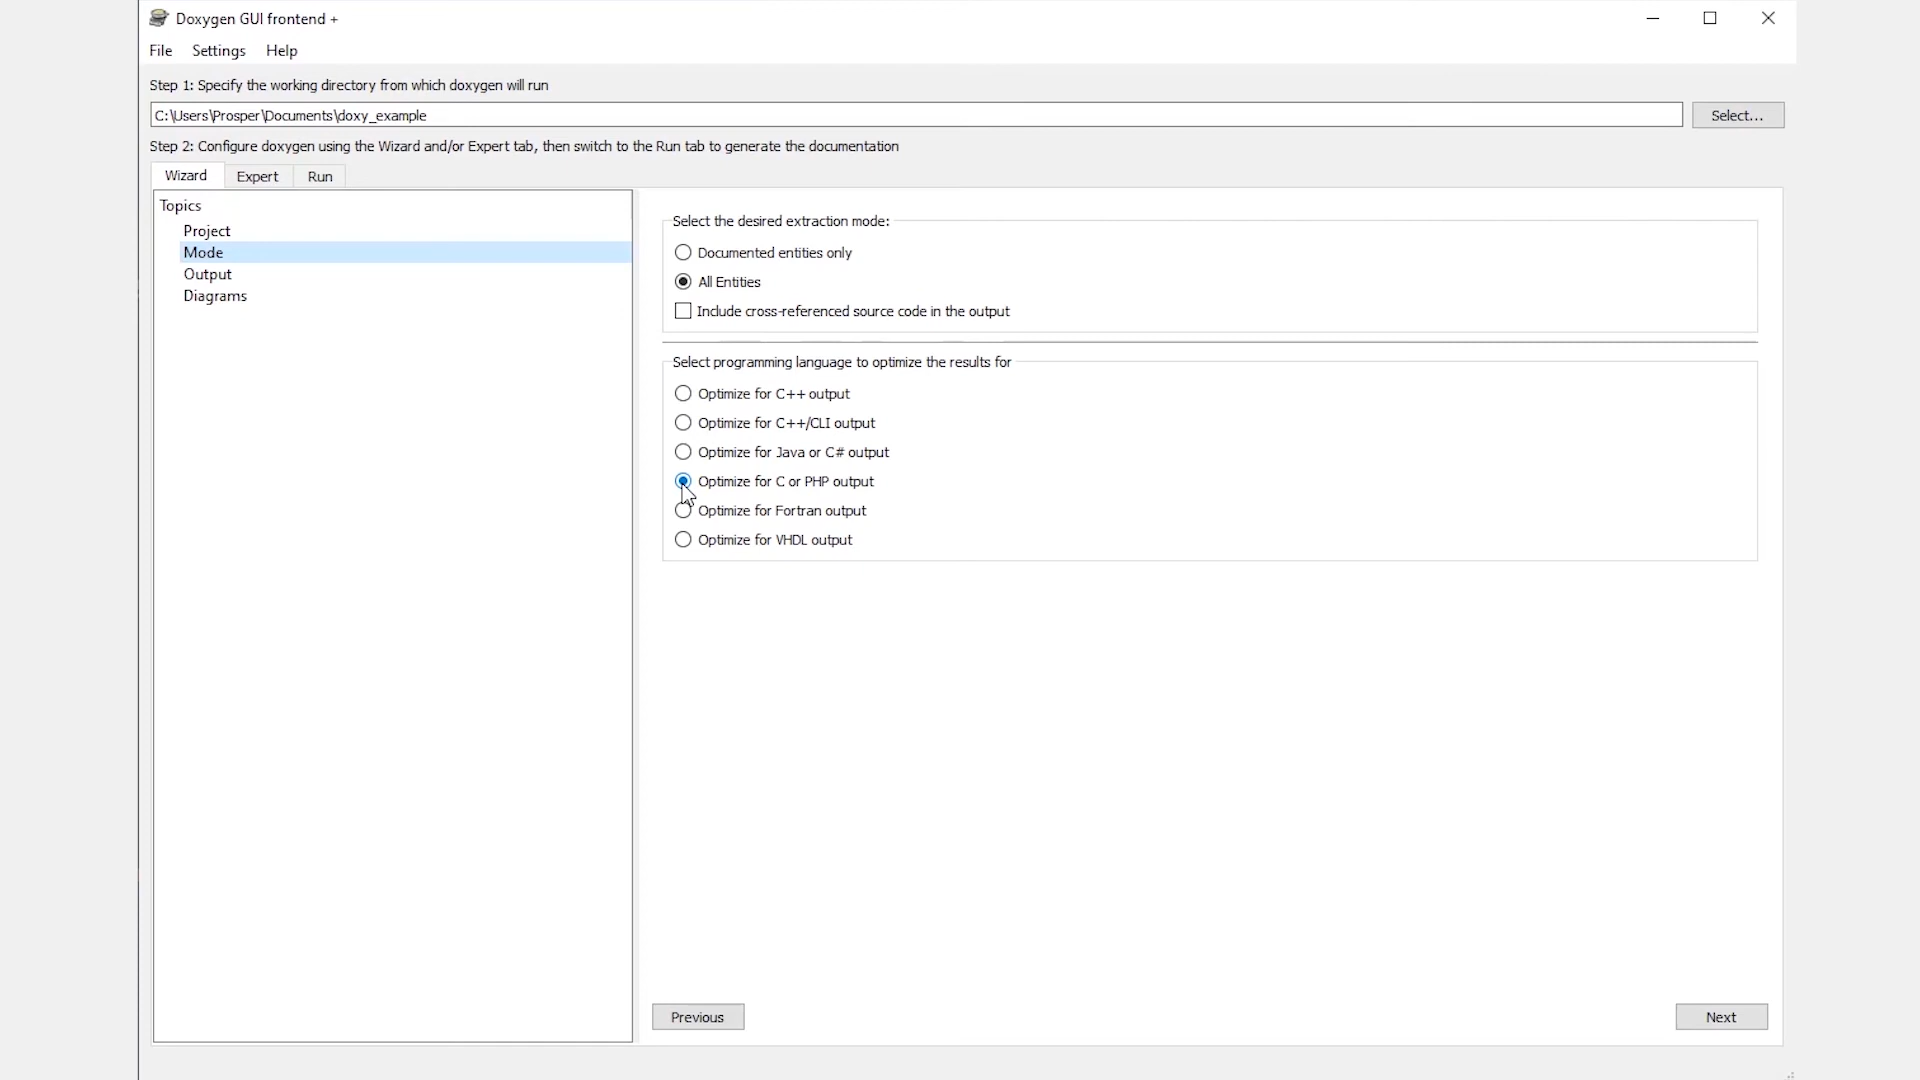 Doxygen GUI frontend +
File Settings Help
Step 1: Specify the working directory from which doxygen will run
C:\Users\Prosper\Documents\doxy_example
Select...
Step 2: Configure doxygen using the Wizard and/or Expert tab, then switch to the Run tab to generate the documentation
Wizard Expert Run
Topics
Project
Mode
Output
Diagrams
Select the desired extraction mode:
Documented entities only
All Entities
Include cross-referenced source code in the output
Select programming language to optimize the results for
Optimize for C++ output
Optimize for C++/CLI output
Optimize for Java or C# output
Optimize for C or PHP output
Optimize for Fortran output
Optimize for VHDL output
Previous
Next